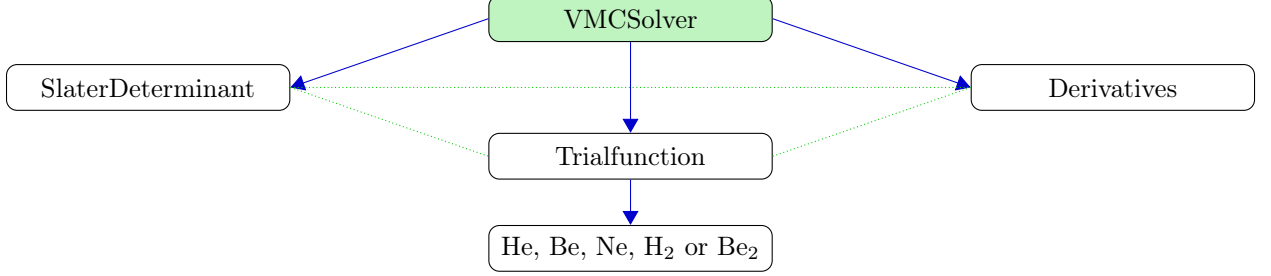 VMCSolver
SlaterDeterminant
Derivatives
Trialfunction
He, Be, Ne, H₂ or Be₂